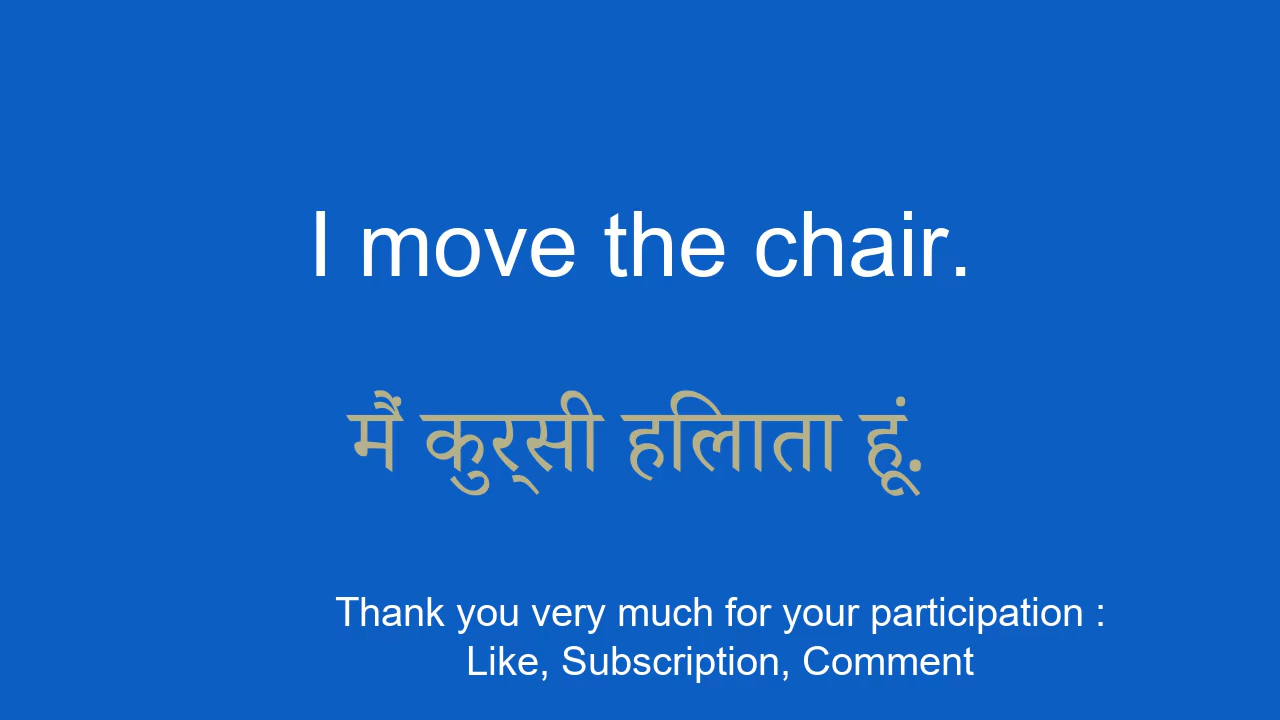 I move the chair.
मैं कुर्सी हिलाता हूं.
Thank you very much for your participation :
Like, Subscription, Comment